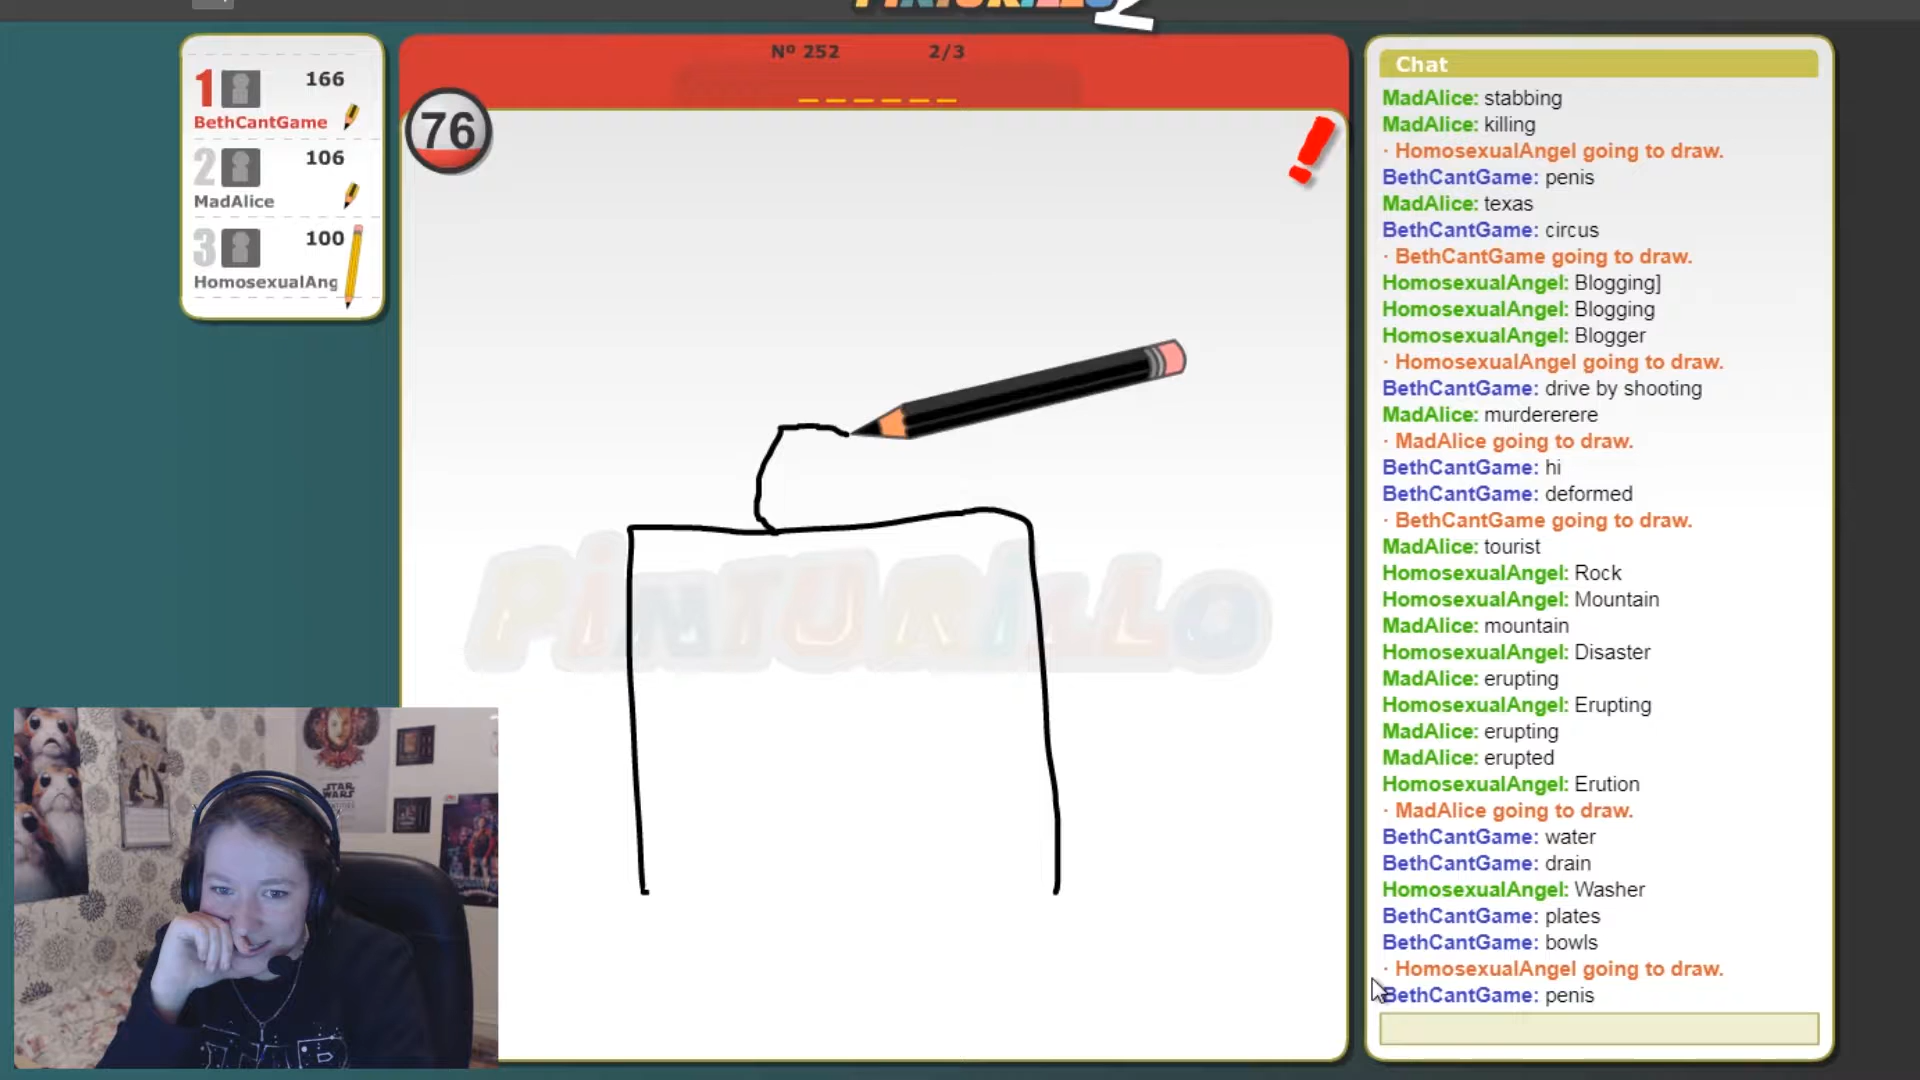 PINTURILLO 2
1 166
BethCantGame
2 106
MadAlice
3 100
HomosexualAng
Nº 252 2/3
_ _ _ _ _ _
76
!
PiNTURiLLO
STAR
WARS
Chat
MadAlice: stabbing
MadAlice: killing
· HomosexualAngel going to draw.
BethCantGame: penis
MadAlice: texas
BethCantGame: circus
· BethCantGame going to draw.
HomosexualAngel: Blogging]
HomosexualAngel: Blogging
HomosexualAngel: Blogger
· HomosexualAngel going to draw.
BethCantGame: drive by shooting
MadAlice: murdererere
· MadAlice going to draw.
BethCantGame: hi
BethCantGame: deformed
· BethCantGame going to draw.
MadAlice: tourist
HomosexualAngel: Rock
HomosexualAngel: Mountain
MadAlice: mountain
HomosexualAngel: Disaster
MadAlice: erupting
HomosexualAngel: Erupting
MadAlice: erupting
MadAlice: erupted
HomosexualAngel: Erution
· MadAlice going to draw.
BethCantGame: water
BethCantGame: drain
HomosexualAngel: Washer
BethCantGame: plates
BethCantGame: bowls
· HomosexualAngel going to draw.
BethCantGame: penis